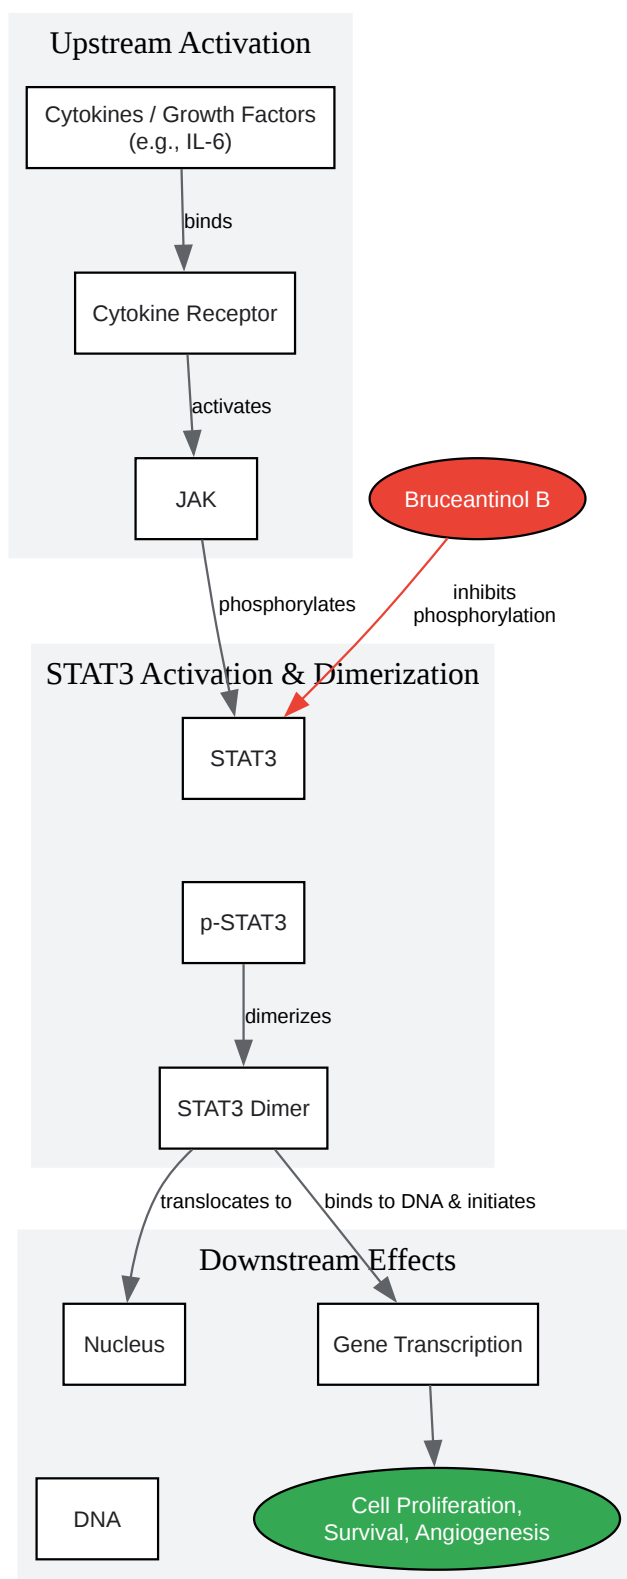 Upstream Activation
Cytokines / Growth Factors
(e.g., IL-6)
binds
Cytokine Receptor
activates
JAK
Bruceantinol B
phosphorylates
inhibits
phosphorylation
STAT3 Activation & Dimerization
STAT3
p-STAT3
dimerizes
STAT3 Dimer
translocates to
binds to DNA & initiates
Downstream Effects
Nucleus
Gene Transcription
DNA
Cell Proliferation,
Survival, Angiogenesis